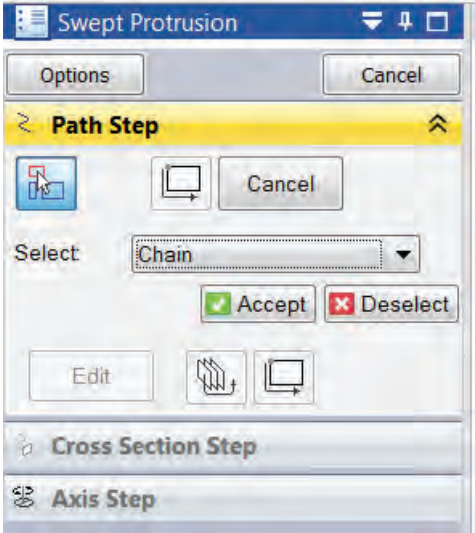 Swept Protrusion
Options Cancel
Path Step
Cancel
Select: Chain
Accept Deselect
Edit
Cross Section Step
Axis Step